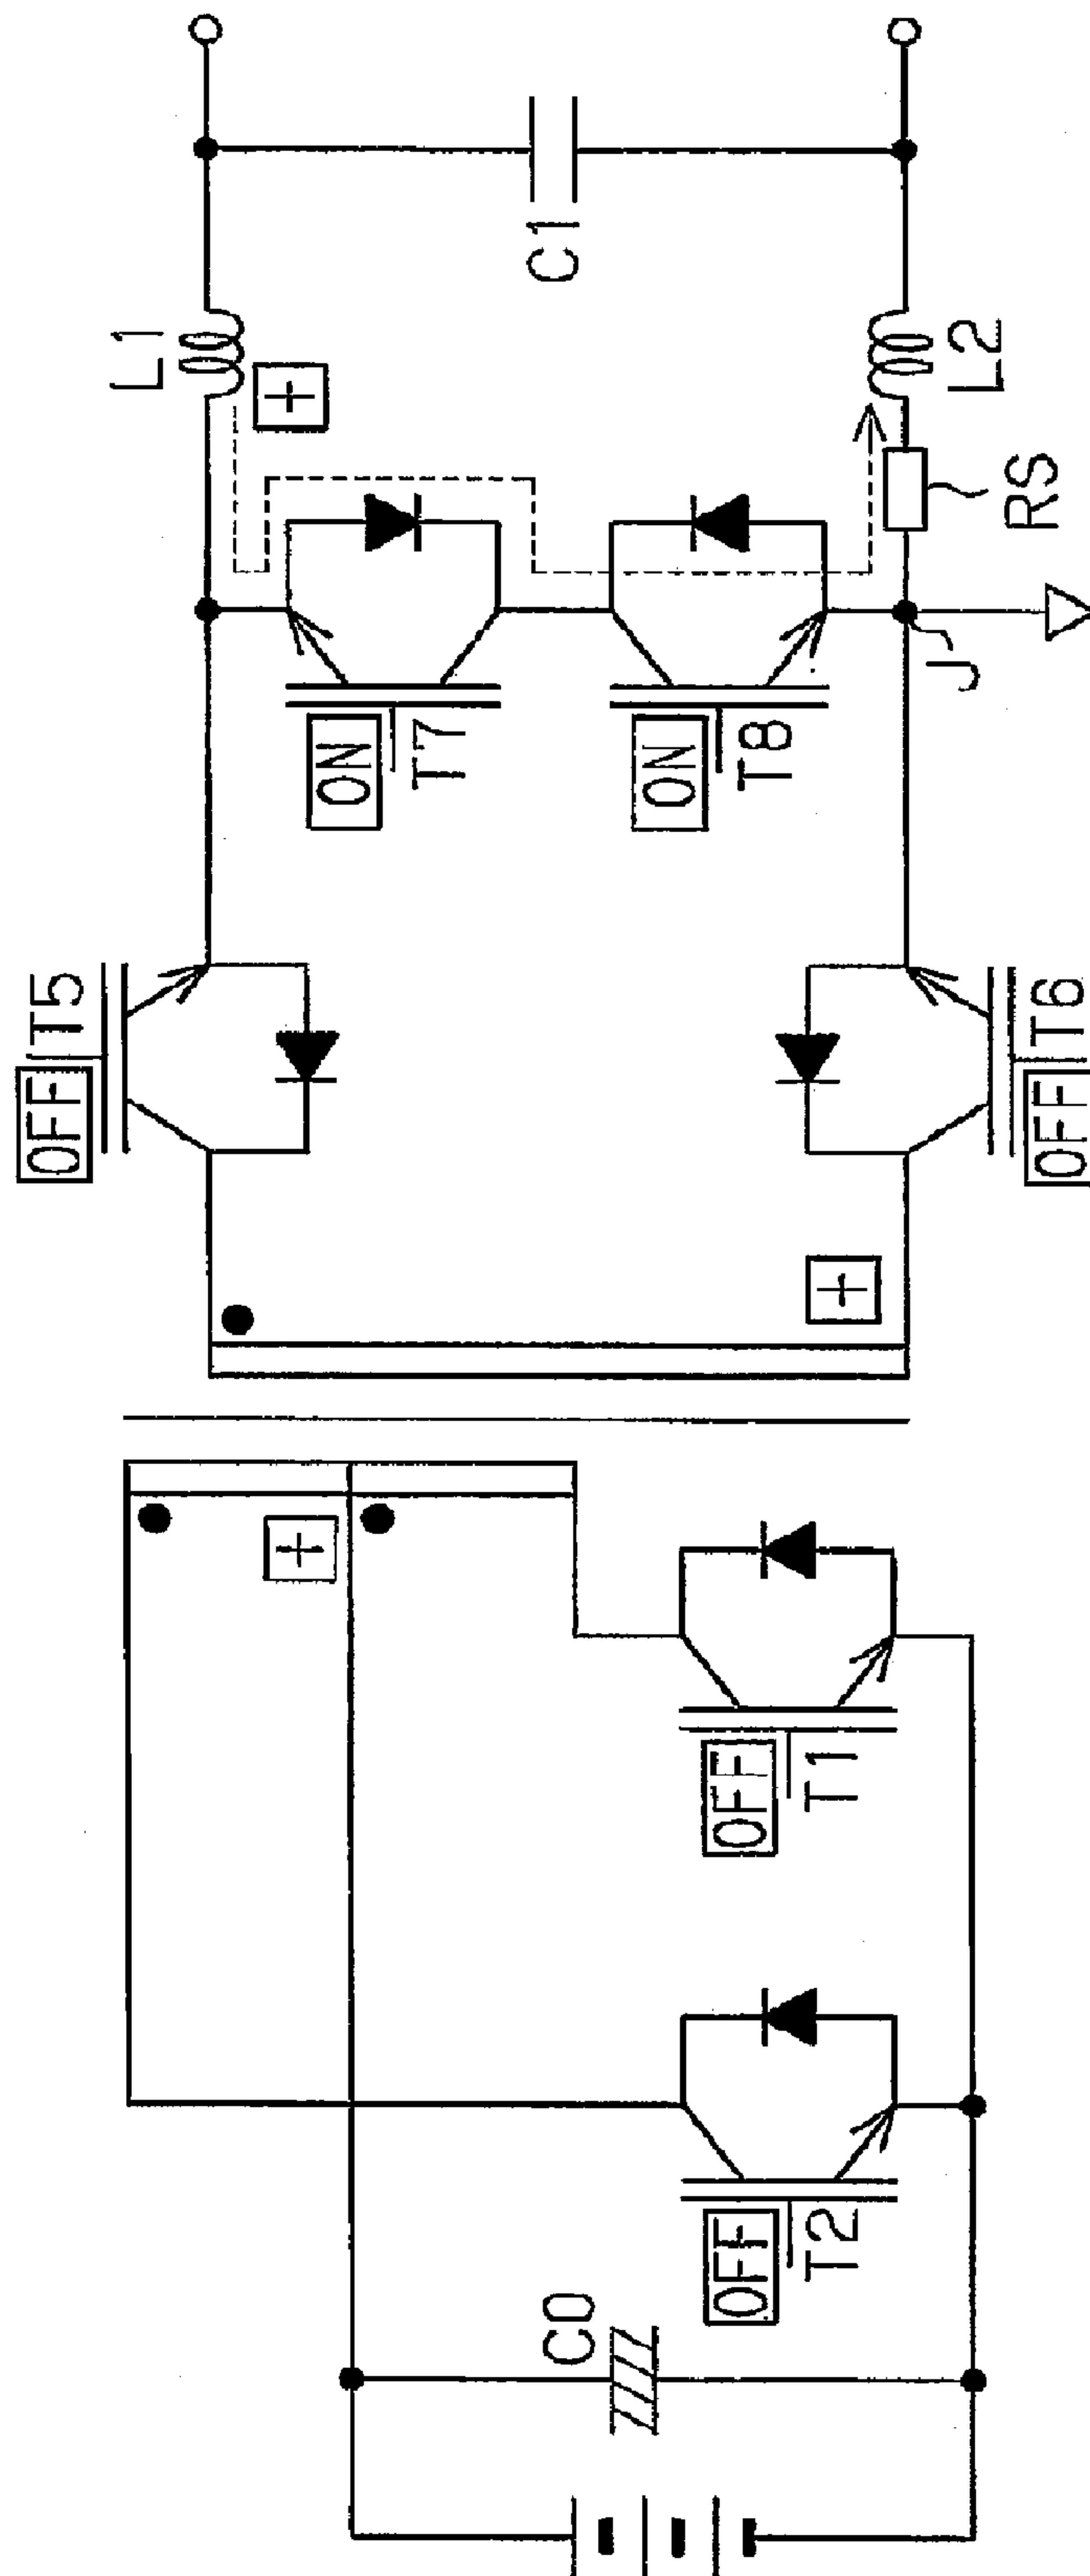 OFF
T5
L1
+
+
ON
T7
C0
C1
ON
T8
OFF
T2
OFF
T1
+
L2
J
RS
OFF
T6